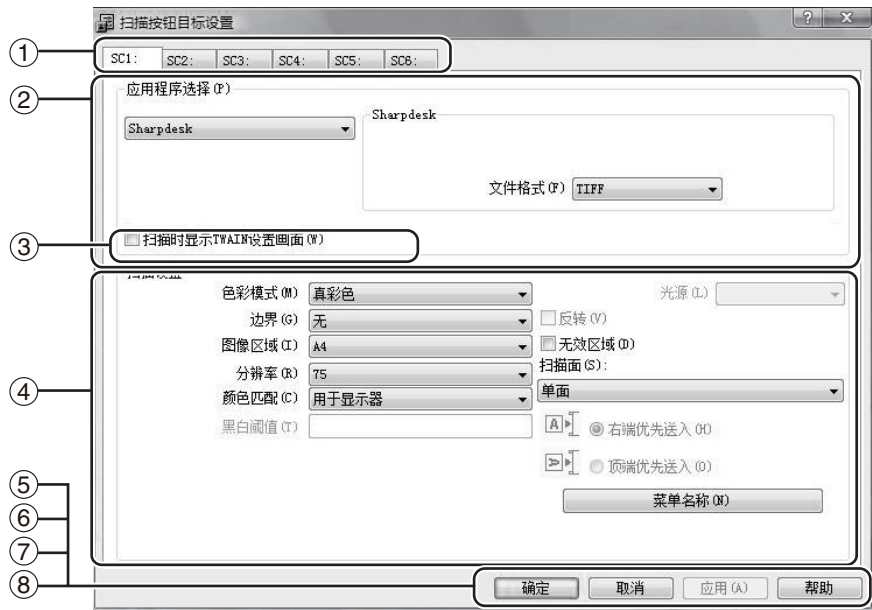 扫描按钮目标设置
① SC1: SC2: SC3: SC4: SC5: SC6:
②
应用程序选择(P)
Sharpdesk
Sharpdesk
文件格式(F) TIFF
③ 扫描时显示TWAIN设置画面(W)
扫描设置
色彩模式(M) 真彩色
光源(L)
边界(G) 无
反转(V)
图像区域(I) A4
无效区域(D)
分辨率(R) 75
扫描面(S):
④
颜色匹配(C) 用于显示器
单面
黑白阈值(T)
A 右端优先送入(H)
A 顶端优先送入(O)
菜单名称(N)
⑤
⑥
⑦
⑧
确定 取消 应用(A) 帮助